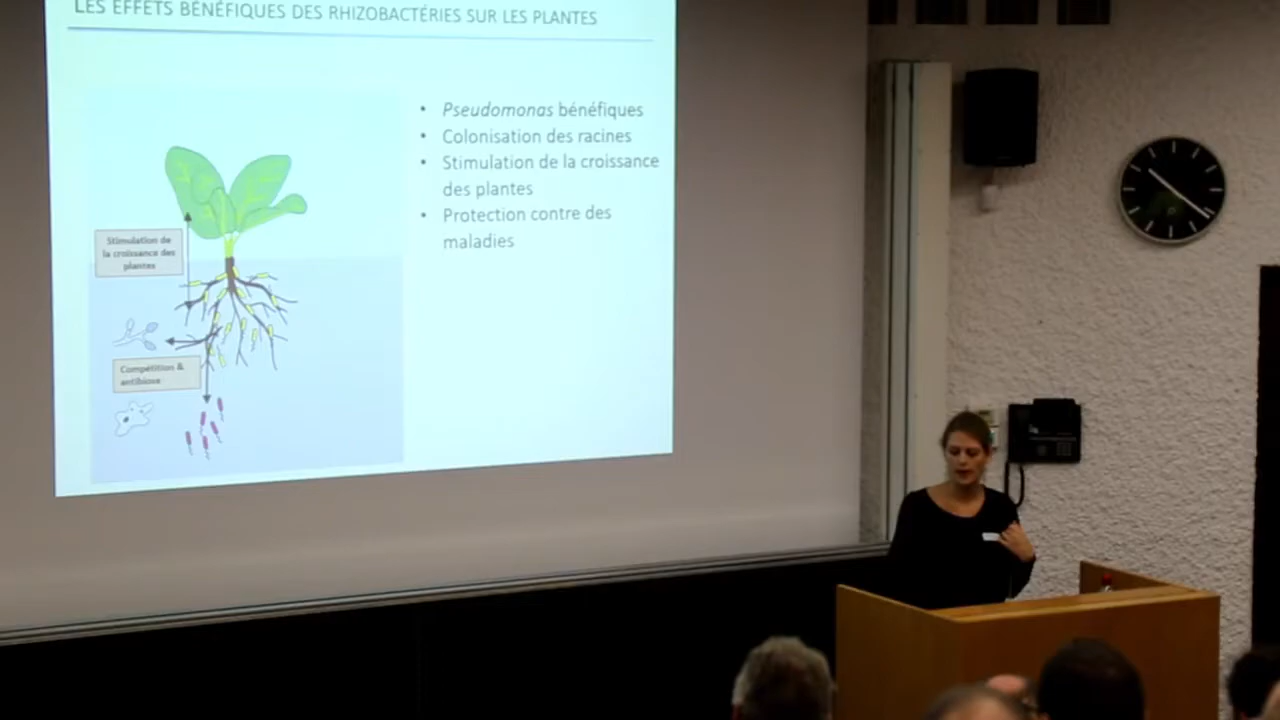 LES EFFETS BÉNÉFIQUES DES RHIZOBACTÉRIES SUR LES PLANTES
• Pseudomonas bénéfiques
• Colonisation des racines
• Stimulation de la croissance
des plantes
• Protection contre des
maladies
Stimulation de
la croissance des
plantes
Compétition &
antibiose